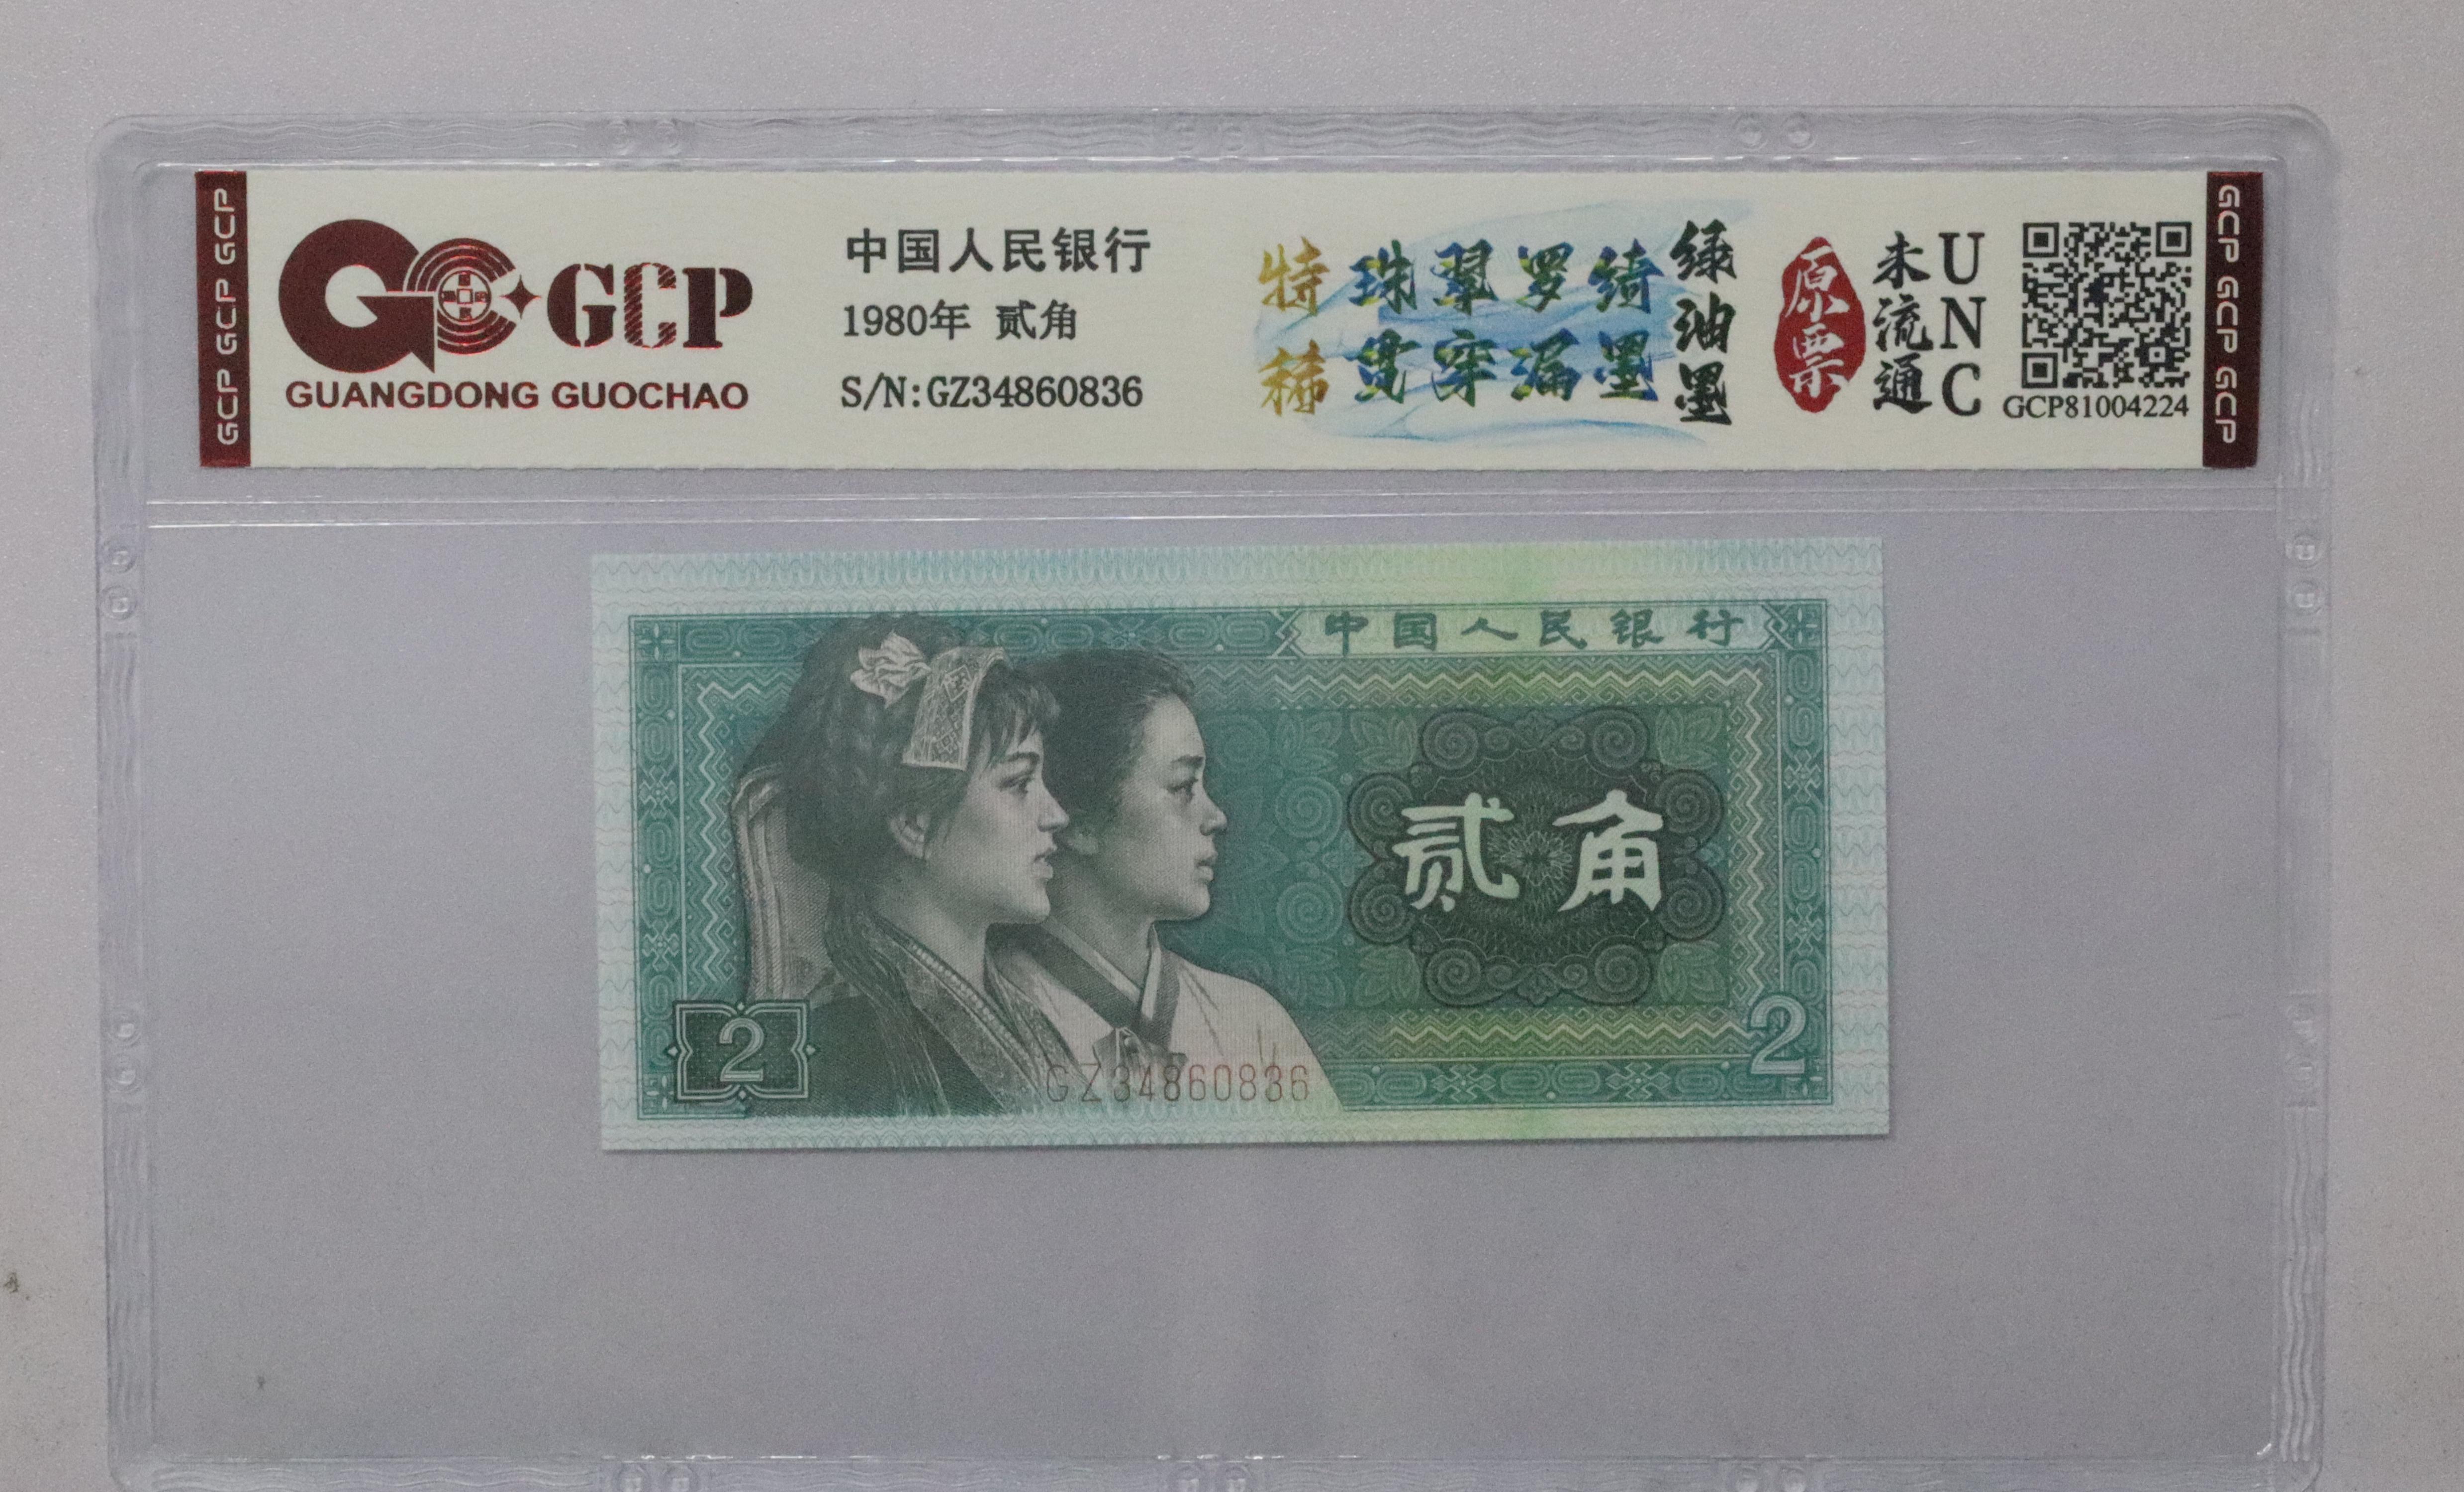 GCP GCP GCP
GCP
GUANGDONG GUOCHAO
中国人民银行
1980年 贰角
S/N:GZ34860836
特稀
珠翠罗绮
贯穿漏墨
绿油墨
原票
未流通
UNC
GCP81004224
GCP GCP GCP
中国人民银行
贰角
2
2
GZ34860836